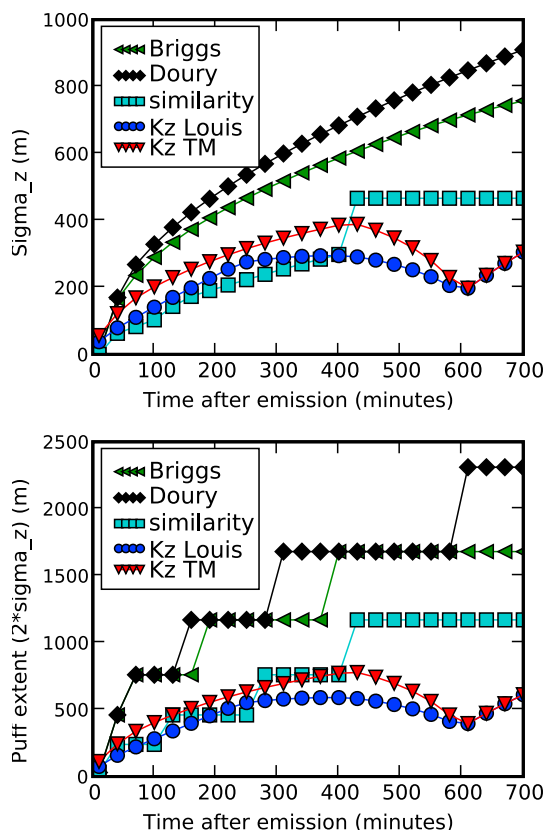 1000
800
600
400
200
0
Sigma_z (m)
Briggs
Doury
similarity
Kz Louis
Kz TM
0 100 200 300 400 500 600 700
Time after emission (minutes)
2500
2000
1500
1000
500
0
Puff extent (2*sigma_z) (m)
Briggs
Doury
similarity
Kz Louis
Kz TM
0 100 200 300 400 500 600 700
Time after emission (minutes)